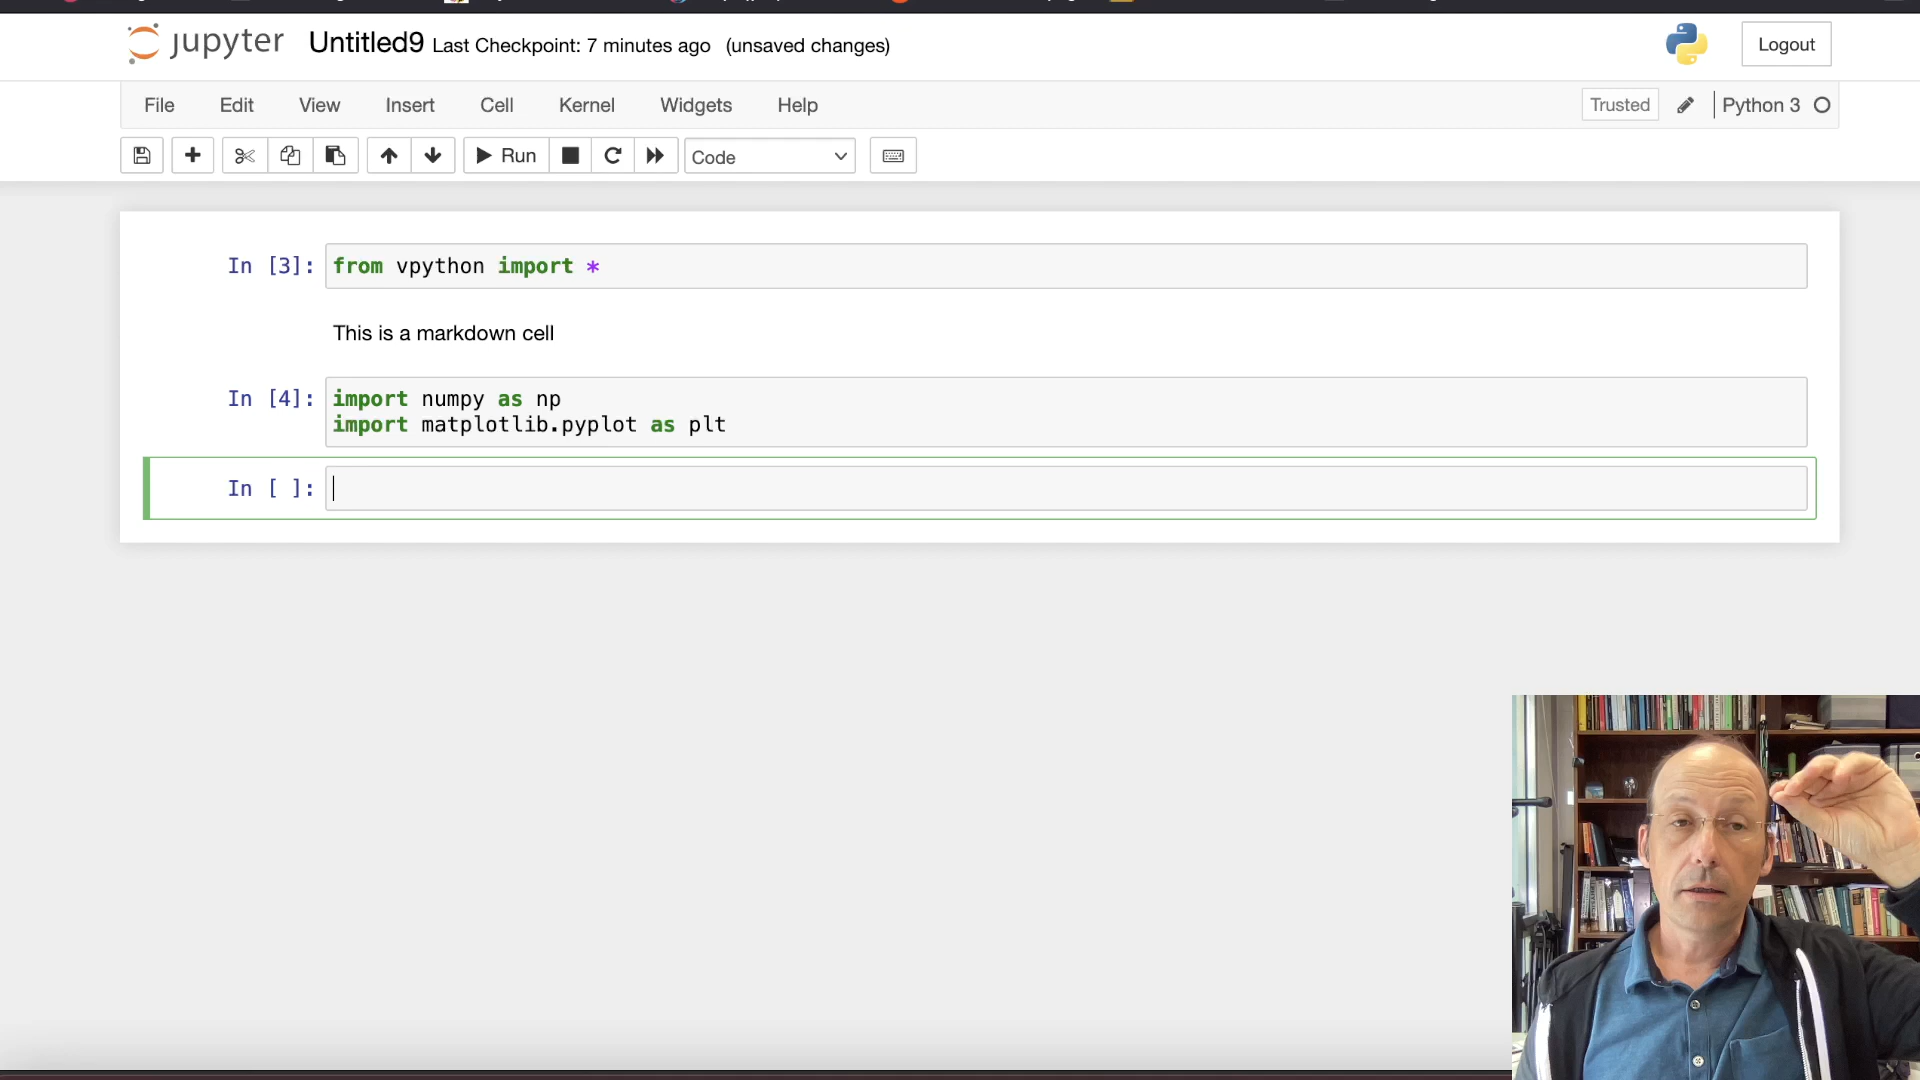 jupyter Untitled9 Last Checkpoint: 7 minutes ago (unsaved changes) Logout
File Edit View Insert Cell Kernel Widgets Help Trusted Python 3
Run Code
In [3]: from vpython import *
This is a markdown cell
In [4]: import numpy as np
import matplotlib.pyplot as plt
In [ ]: